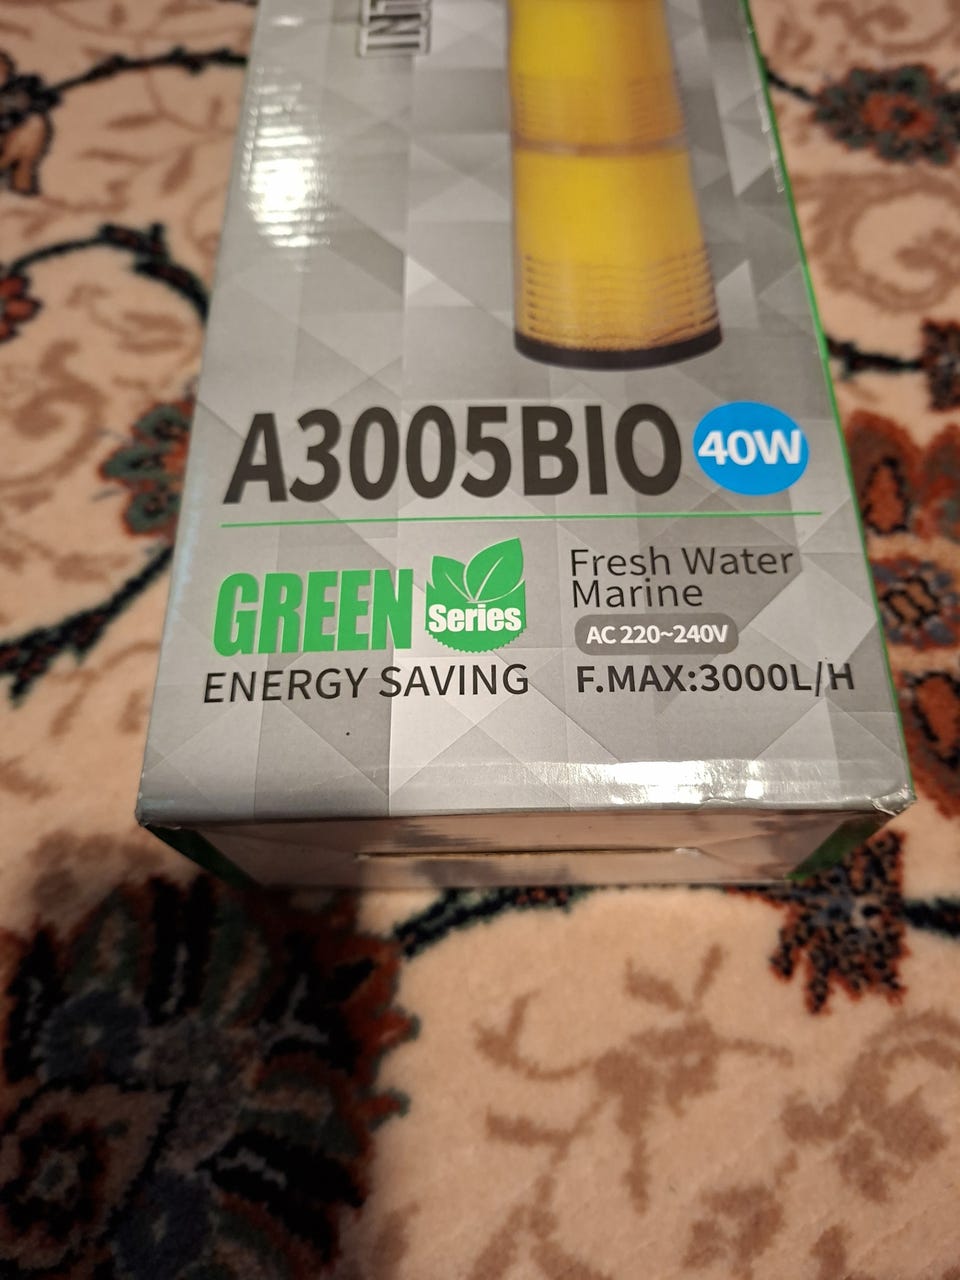 A3005BIO 40W
GREEN Series
ENERGY SAVING
Fresh Water
Marine
AC 220~240V
F.MAX:3000L/H